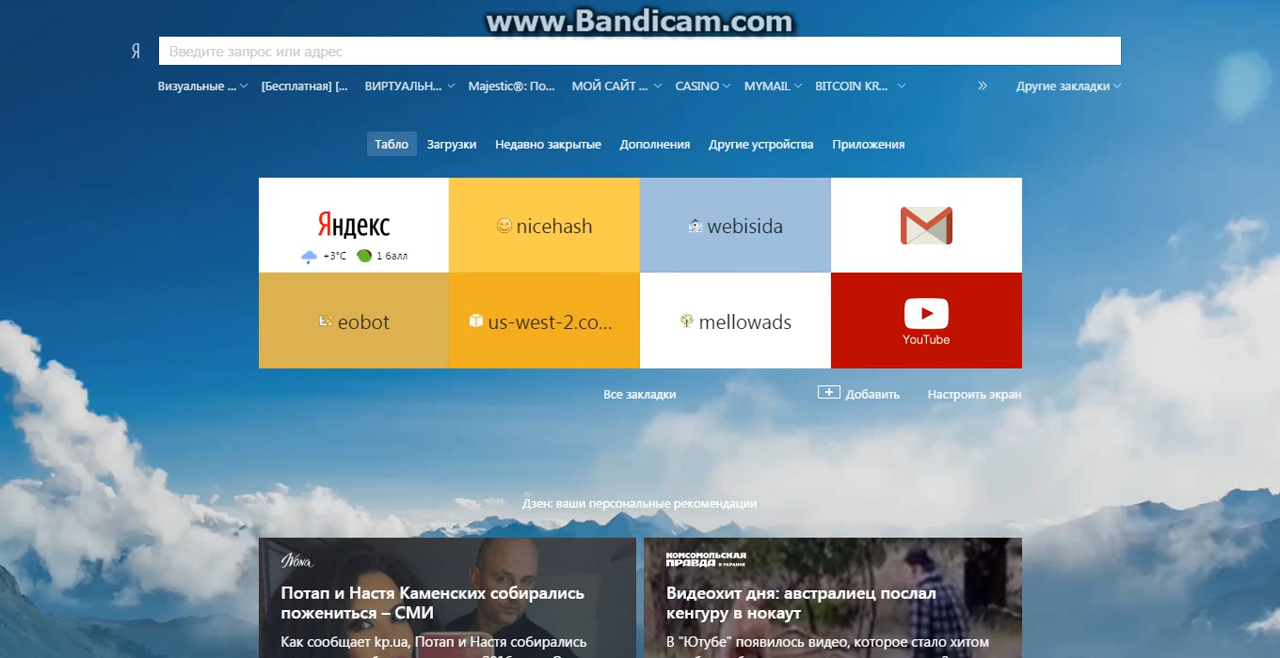 www.Bandicam.com
Я Введите запрос или адрес
Визуальные ... [Бесплатная] [... ВИРТУАЛЬН... Majestic®: По... МОЙ САЙТ ... CASINO MYMAIL BITCOIN KR... » Другие закладки
Табло Загрузки Недавно закрытые Дополнения Другие устройства Приложения
Яндекс nicehash webisida
+3°C 1 балл
eobot us-west-2.co... mellowads YouTube
Все закладки Добавить Настроить экран
Дзен: ваши персональные рекомендации
Nona
Потап и Настя Каменских собирались
пожениться – СМИ
Как сообщает kp.ua, Потап и Настя собирались
КОМСОМОЛЬСКАЯ
ПРАВДА В УКРАИНЕ
Видеохит дня: австралиец послал
кенгуру в нокаут
В "Ютубе" появилось видео, которое стало хитом